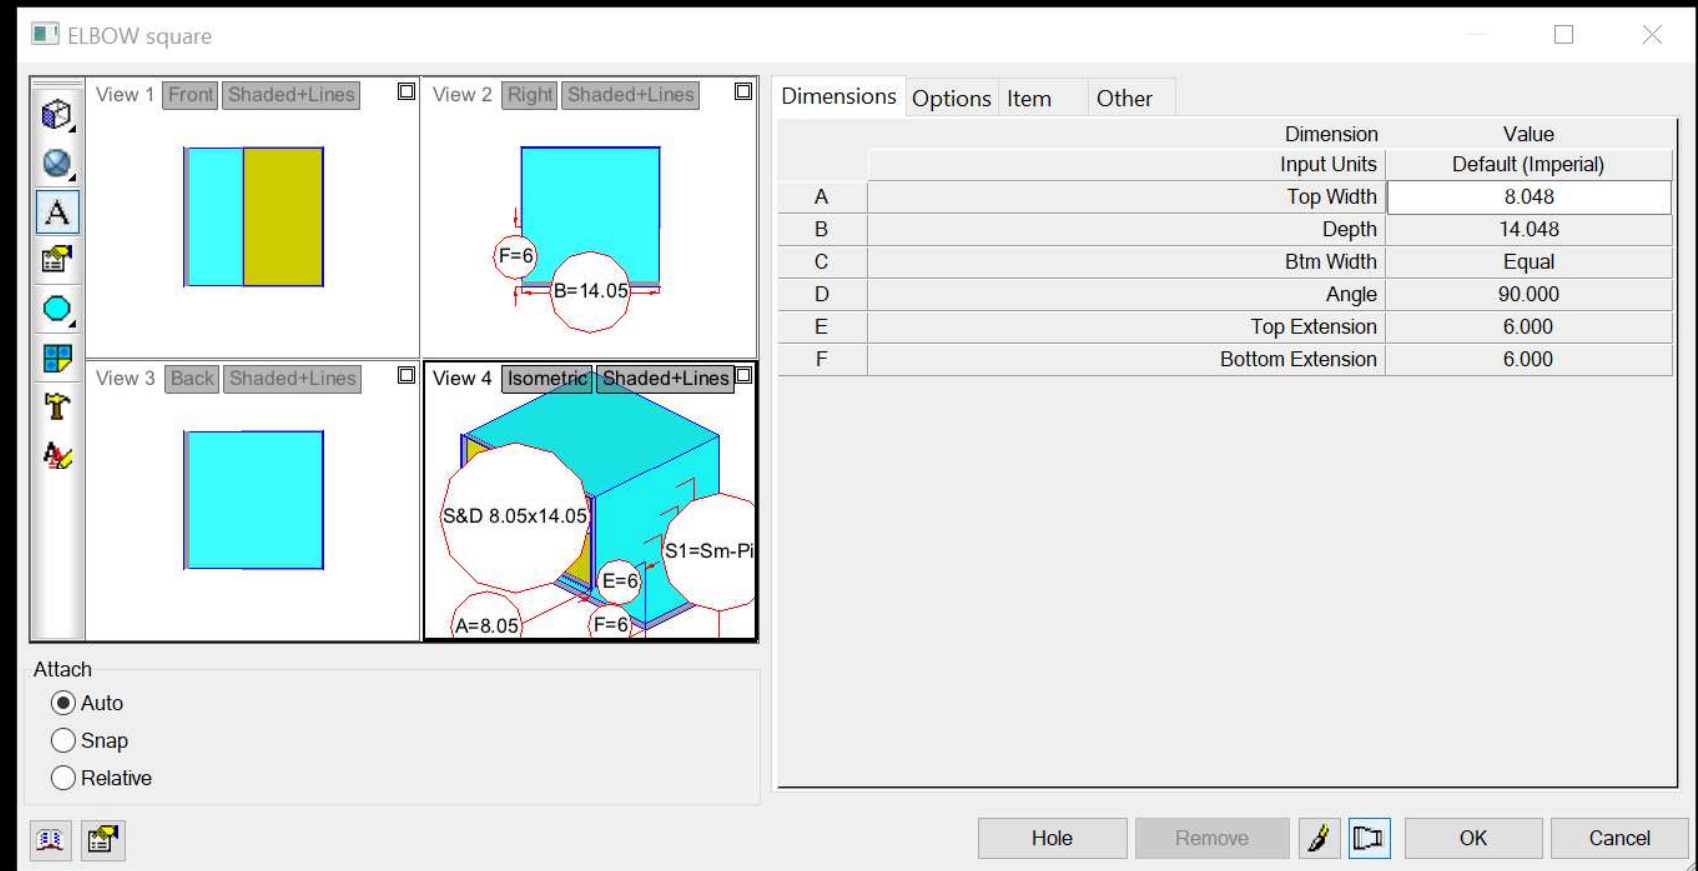 ELBOW square
View 1 Front Shaded+Lines
View 2 Right Shaded+Lines
F=6
B=14.05
View 3 Back Shaded+Lines
View 4 Isometric Shaded+Lines
S&D 8.05x14.05
S1=Sm-Pi
E=6
A=8.05
F=6
Attach
Auto
Snap
Relative
Dimensions Options Item Other
Dimension Value
Input Units Default (Imperial)
A Top Width 8.048
B Depth 14.048
C Btm Width Equal
D Angle 90.000
E Top Extension 6.000
F Bottom Extension 6.000
Hole Remove OK Cancel